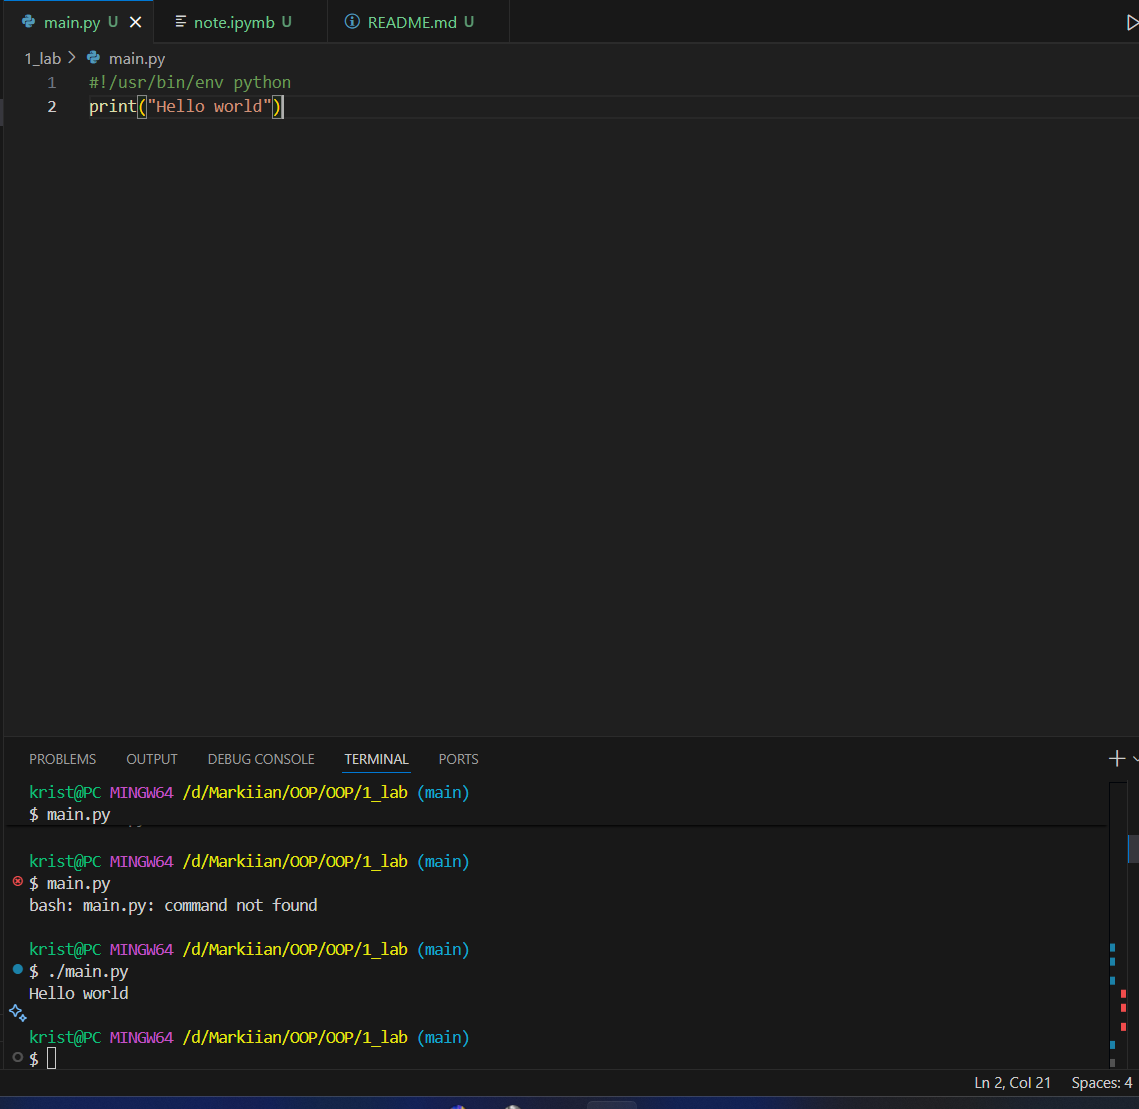 main.py U
note.ipymb U
README.md U
1_lab > main.py
1 #!/usr/bin/env python
2 print("Hello world")
PROBLEMS OUTPUT DEBUG CONSOLE TERMINAL PORTS
krist@PC MINGW64 /d/Markiian/OOP/OOP/1_lab (main)
$ main.py
krist@PC MINGW64 /d/Markiian/OOP/OOP/1_lab (main)
$ main.py
bash: main.py: command not found
krist@PC MINGW64 /d/Markiian/OOP/OOP/1_lab (main)
$ ./main.py
Hello world
krist@PC MINGW64 /d/Markiian/OOP/OOP/1_lab (main)
$
Ln 2, Col 21 Spaces: 4